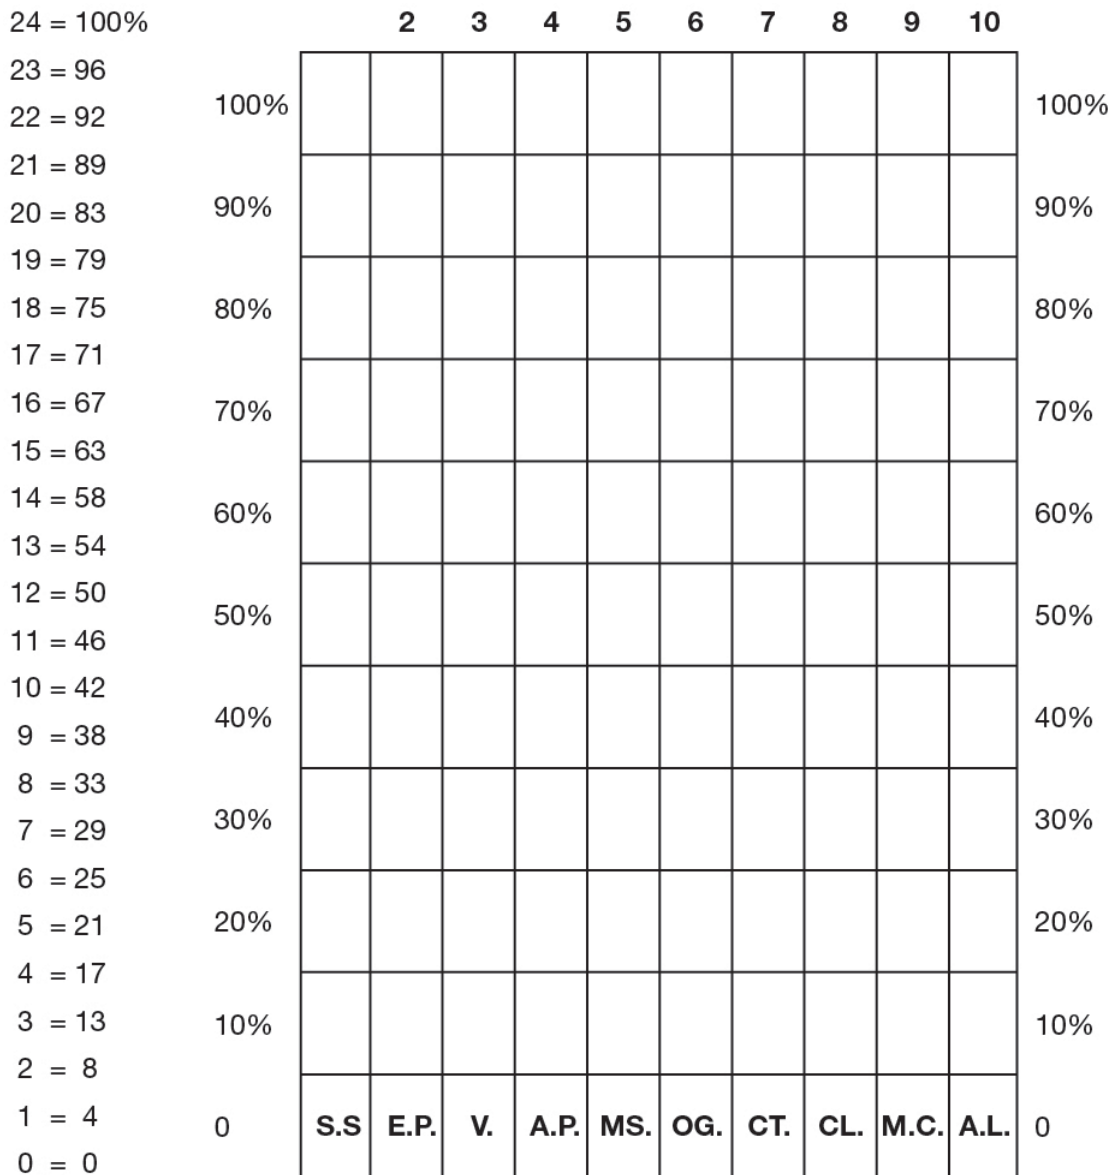 24 = 100%
23 = 96
22 = 92
21 = 89
20 = 83
19 = 79
18 = 75
17 = 71
16 = 67
15 = 63
14 = 58
13 = 54
12 = 50
11 = 46
10 = 42
9 = 38
8 = 33
7 = 29
6 = 25
5 = 21
4 = 17
3 = 13
2 = 8
1 = 4
0 = 0
2 3 4 5 6 7 8 9 10
100% 100%
90% 90%
80% 80%
70% 70%
60% 60%
50% 50%
40% 40%
30% 30%
20% 20%
10% 10%
0 S.S E.P. V. A.P. MS. OG. CT. CL. M.C. A.L. 0